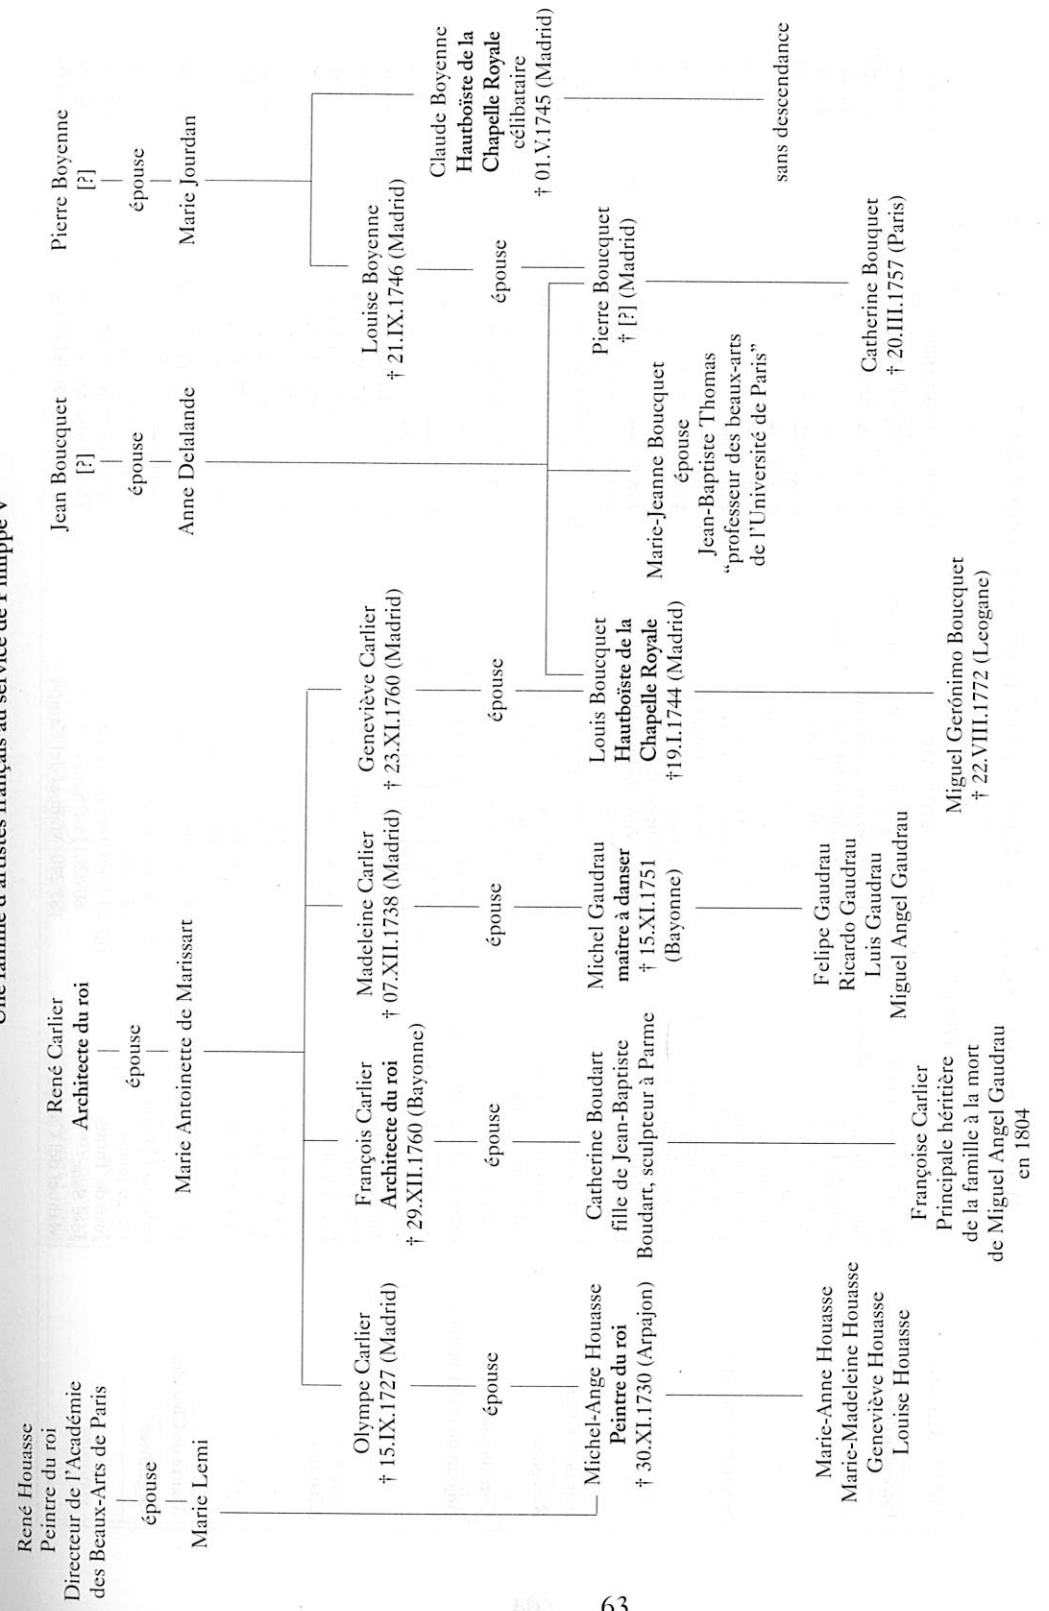 Une famille d'artistes français au service de Philippe V
René Houasse
Peintre du roi
Directeur de l'Académie
des Beaux-Arts de Paris
épouse
Marie Lemi
René Carlier
Architecte du roi
épouse
Marie Antoinette de Marissart
Jean Boucquet
[?]
épouse
Anne Delalande
Pierre Boyenne
[?]
épouse
Marie Jourdan
Olympe Carlier
† 15.IX.1727 (Madrid)
épouse
Michel-Ange Houasse
Peintre du roi
† 30.XI.1730 (Arpajon)
Marie-Anne Houasse
Marie-Madeleine Houasse
Geneviève Houasse
Louise Houasse
François Carlier
Architecte du roi
† 29.XII.1760 (Bayonne)
épouse
Catherine Boudart
fille de Jean-Baptiste
Boudart, sculpteur à Parme
Françoise Carlier
Principale héritière
de la famille à la mort
de Miguel Angel Gaudrau
en 1804
Madeleine Carlier
† 07.XII.1738 (Madrid)
épouse
Michel Gaudrau
maître à danser
† 15.XI.1751
(Bayonne)
Felipe Gaudrau
Ricardo Gaudrau
Luis Gaudrau
Miguel Angel Gaudrau
Geneviève Carlier
† 23.XI.1760 (Madrid)
épouse
Louis Boucquet
Hautboïste de la
Chapelle Royale
†19.I.1744 (Madrid)
Miguel Gerónimo Boucquet
† 22.VIII.1772 (Leogane)
Marie-Jeanne Boucquet
épouse
Jean-Baptiste Thomas
“professeur des beaux-arts
de l'Université de Paris”
Louise Boyenne
† 21.IX.1746 (Madrid)
épouse
Pierre Boucquet
† [?] (Madrid)
Catherine Bouquet
† 20.III.1757 (Paris)
Claude Boyenne
Hautboïste de la
Chapelle Royale
célibataire
† 01.V.1745 (Madrid)
sans descendance
63